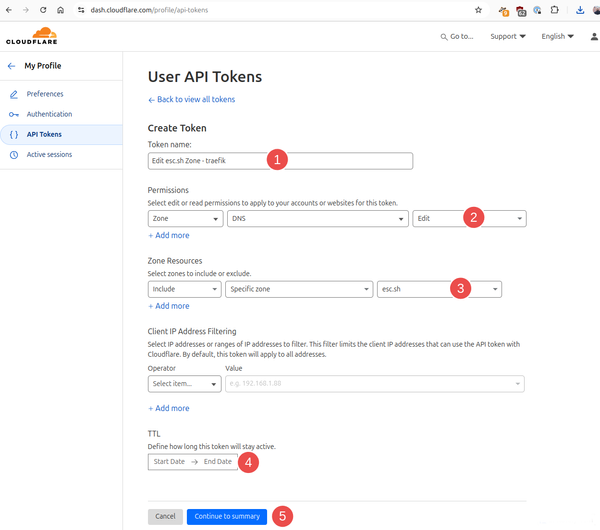 dash.cloudflare.com/profile/api-tokens
CLOUDFLARE
Go to...
Support
English
My Profile
Preferences
Authentication
API Tokens
Active sessions
User API Tokens
Back to view all tokens
Create Token
Token name:
Edit esc.sh Zone - traefik
1
Permissions
Select edit or read permissions to apply to your accounts or websites for this token.
Zone
DNS
Edit
2
+ Add more
Zone Resources
Select zones to include or exclude.
Include
Specific zone
esc.sh
3
+ Add more
Client IP Address Filtering
Select IP addresses or ranges of IP addresses to filter. This filter limits the client IP addresses that can use the API token with
Cloudflare. By default, this token will apply to all addresses.
Operator
Value
Select item...
e.g. 192.168.1.88
+ Add more
TTL
Define how long this token will stay active.
Start Date → End Date
4
Cancel
Continue to summary
5